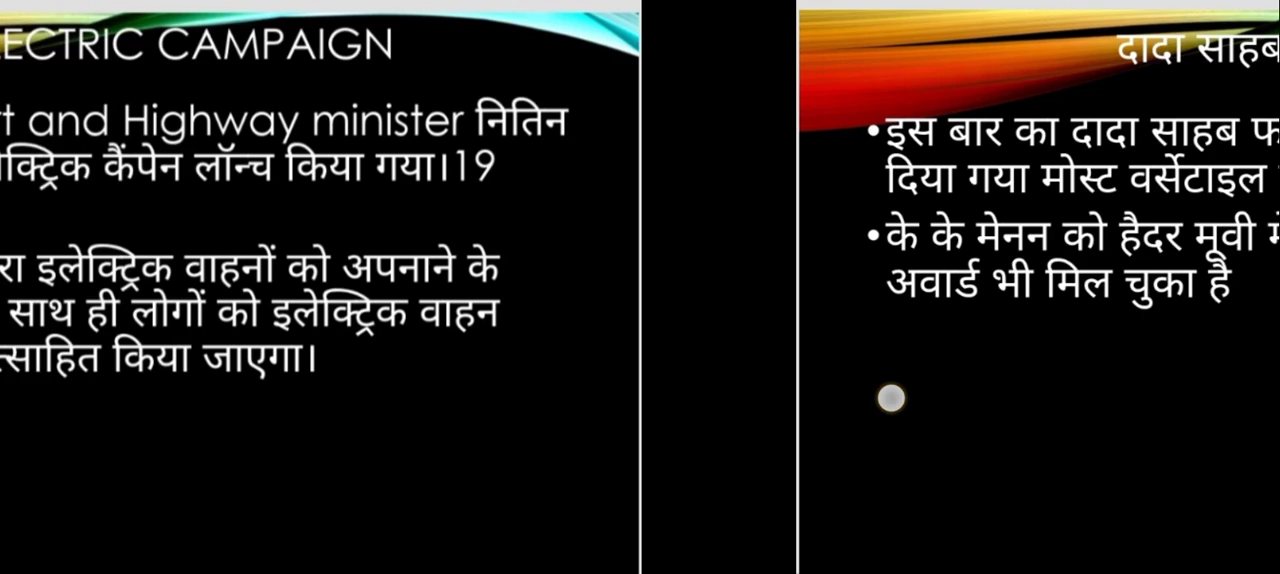 ECTRIC CAMPAIGN
and Highway minister नितिन
कैंपेन लॉन्च किया गया।19
इलेक्ट्रिक वाहनों को अपनाने के
साथ ही लोगों को इलेक्ट्रिक वाहन
किया जाएगा।
दादा साहब
•इस बार का दादा साहब
दिया गया मोस्ट वर्सेटाइल
•के के मेनन को हैदर मूवी
अवार्ड भी मिल चुका है